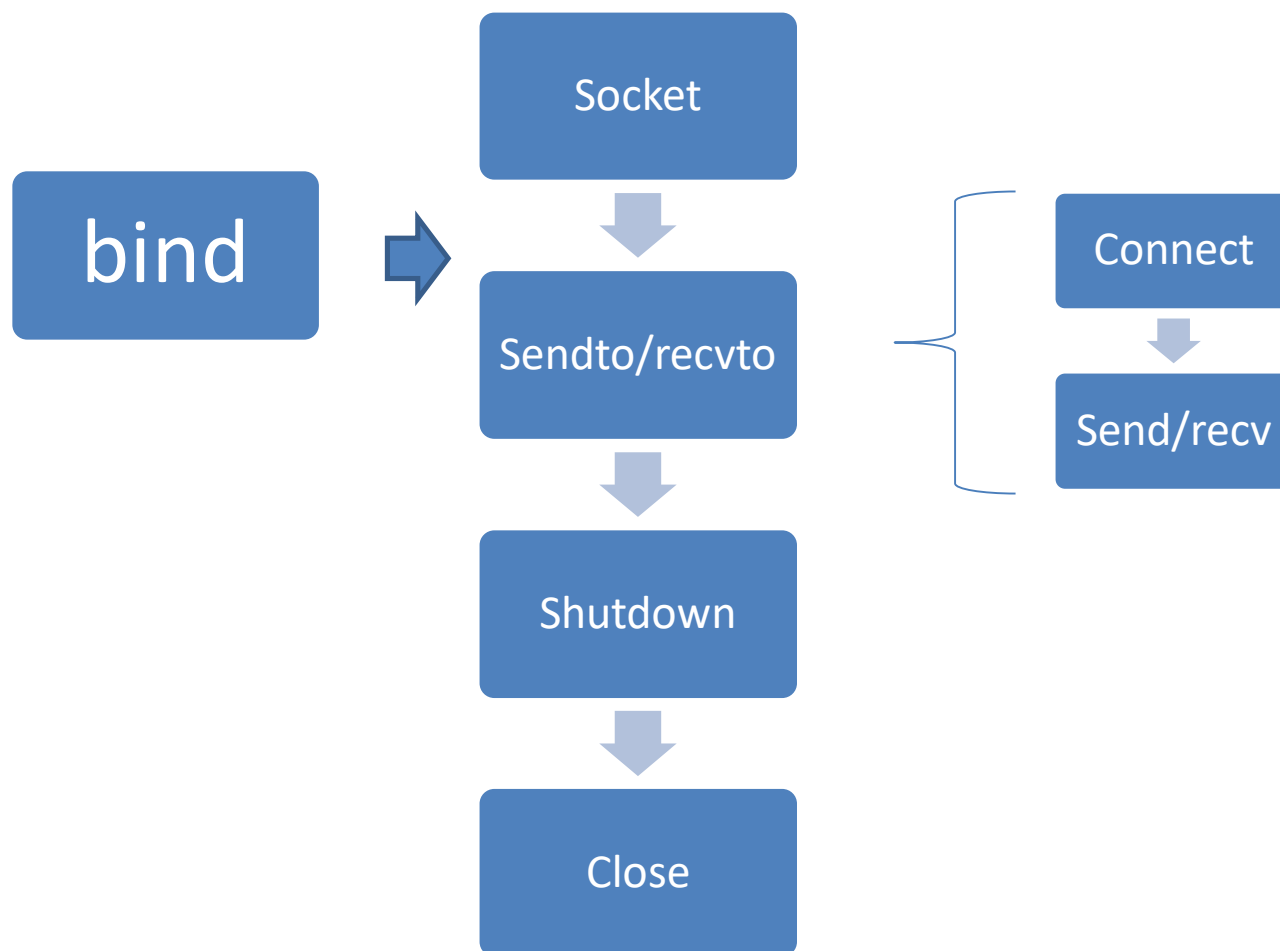 Socket
bind
Sendto/recvto
Connect
Send/recv
Shutdown
Close